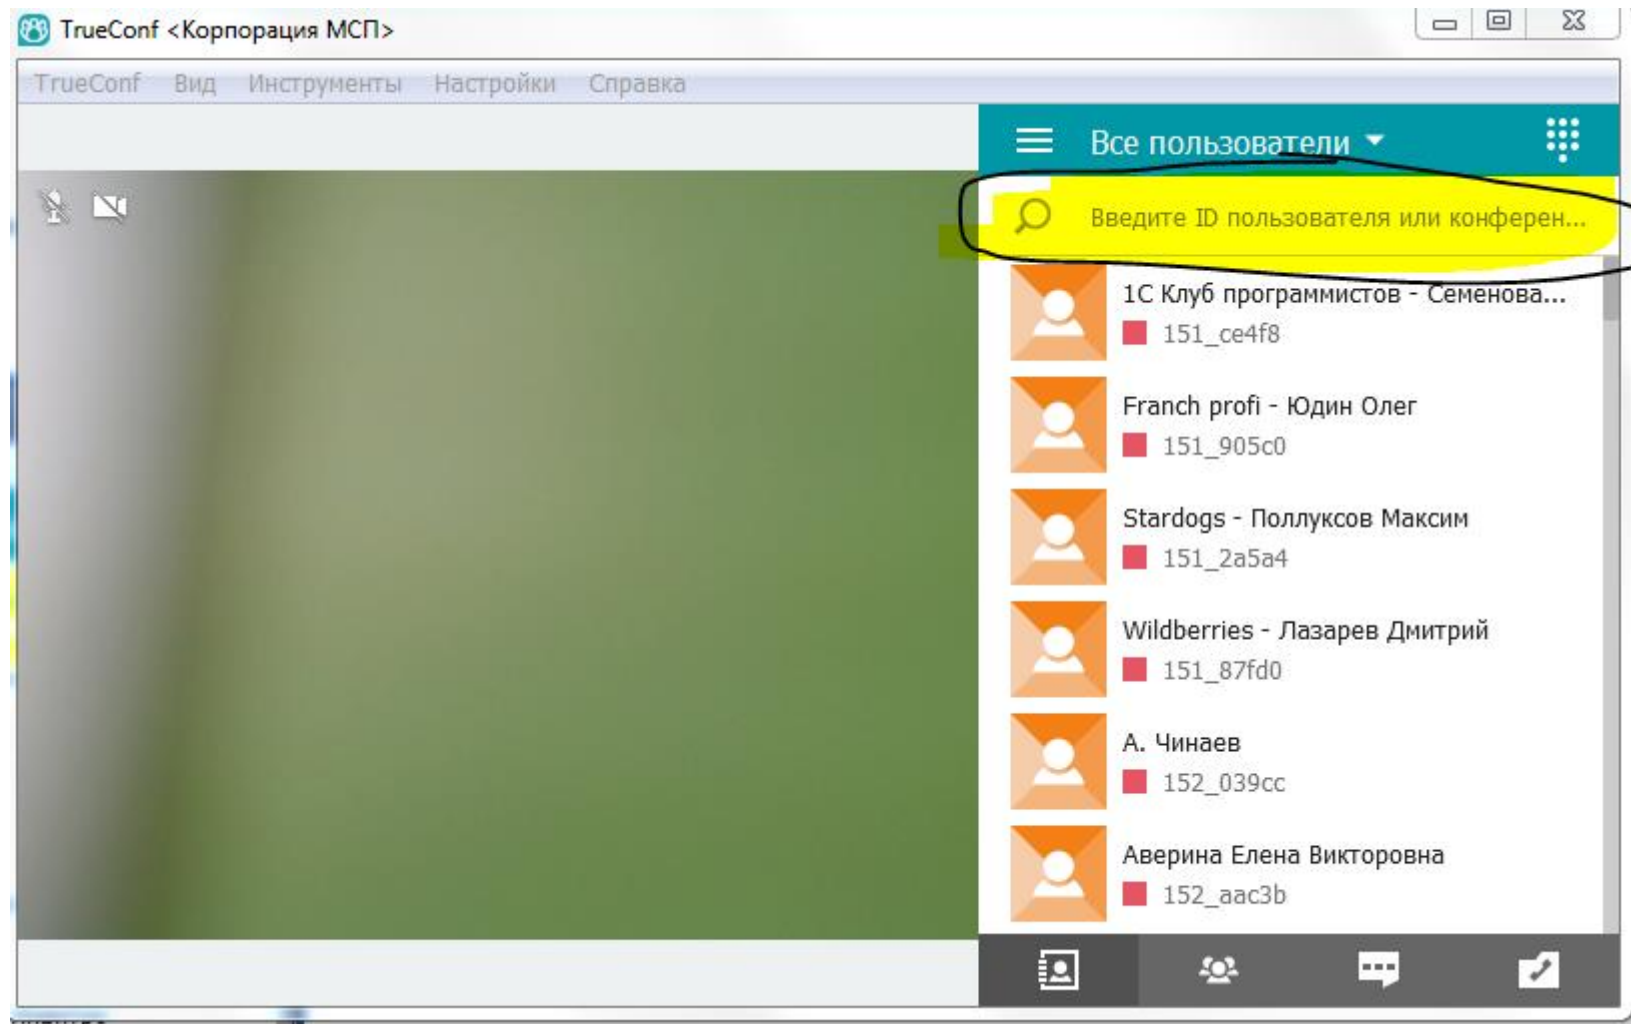 TrueConf <Корпорация МСП>
TrueConf Вид Инструменты Настройки Справка
Все пользователи
Введите ID пользователя или конферен...
1С Клуб программистов - Семенова...
151_ce4f8
Franch profi - Юдин Олег
151_905c0
Stardogs - Поллуксов Максим
151_2a5a4
Wildberries - Лазарев Дмитрий
151_87fd0
А. Чинаев
152_039cc
Аверина Елена Викторовна
152_aac3b